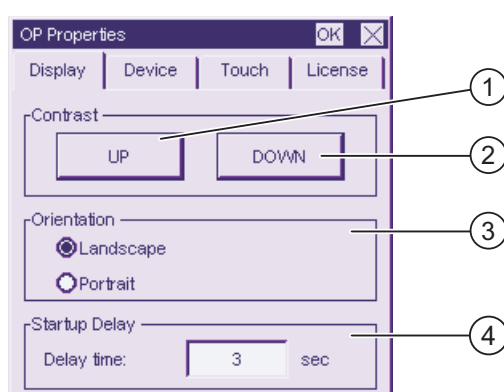 OP Properties OK
Display Device Touch License
Contrast
UP DOWN
Orientation
Landscape
Portrait
Startup Delay
Delay time: 3 sec
1
2
3
4